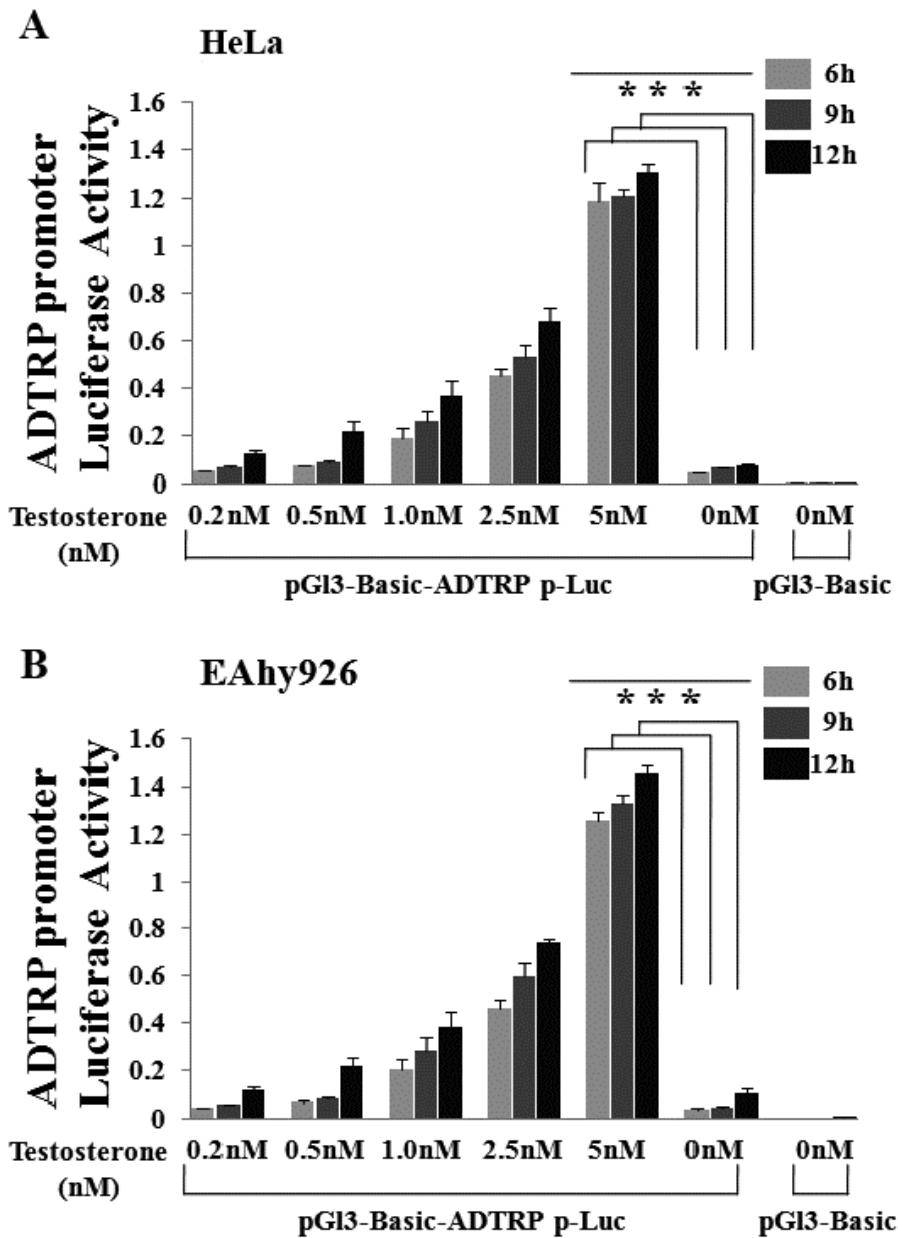 A
HeLa
6h
9h
12h
* * *
ADTRP promoter
Luciferase Activity
1.6
1.4
1.2
1
0.8
0.6
0.4
0.2
0
Testosterone 0.2nM 0.5nM 1.0nM 2.5nM 5nM 0nM 0nM
(nM)
pGl3-Basic-ADTRP p-Luc pGl3-Basic
B
EAhy926
6h
9h
12h
* * *
ADTRP promoter
Luciferase Activity
1.6
1.4
1.2
1
0.8
0.6
0.4
0.2
0
Testosterone 0.2nM 0.5nM 1.0nM 2.5nM 5nM 0nM 0nM
(nM)
pGl3-Basic-ADTRP p-Luc pGl3-Basic